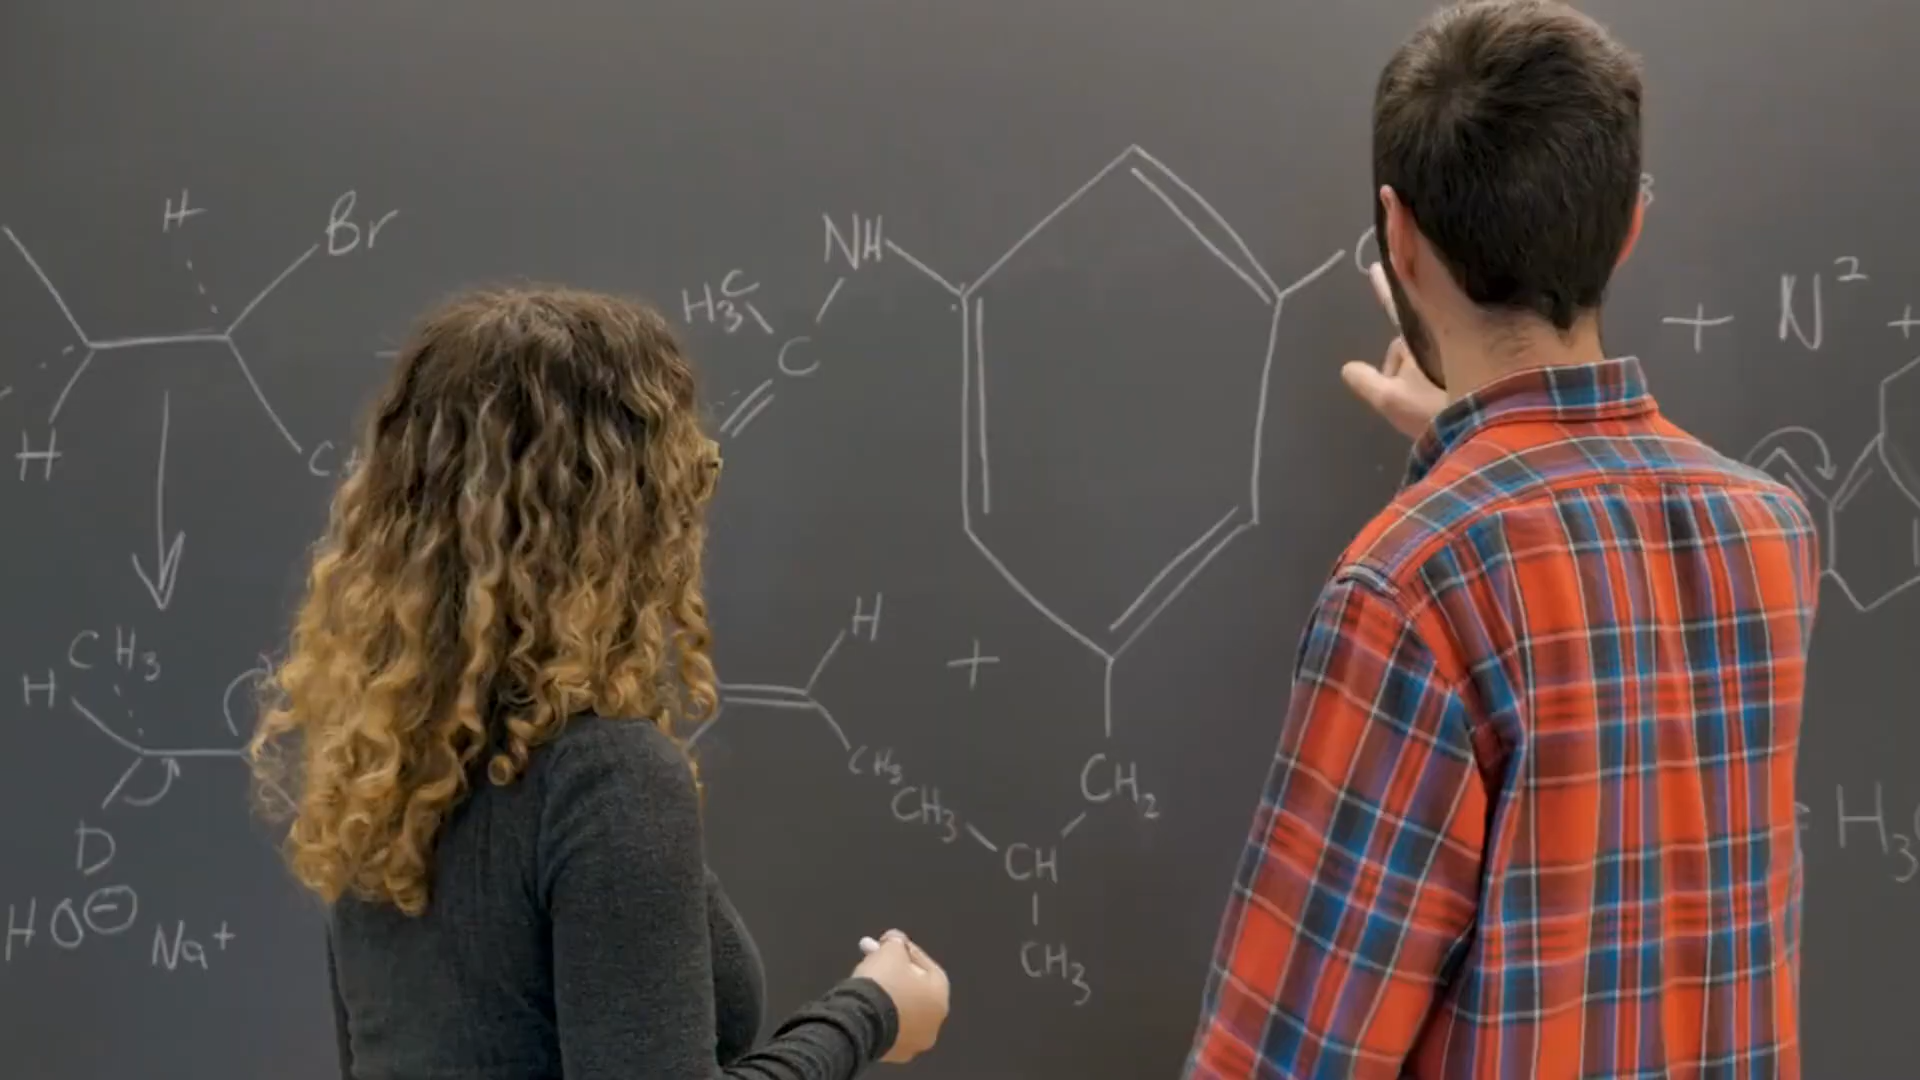 H
Br
NH
H3C
C
+ N² +
H
CH3
H
H
+
CH3
CH2
CH3
CH
D
HO⊖
Na+
CH3
H3